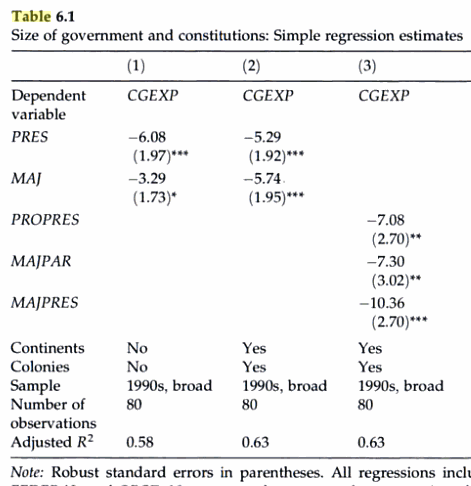 Table 6.1
Size of government and constitutions: Simple regression estimates
(1) (2) (3)
Dependent variable CGEXP CGEXP CGEXP
PRES −6.08 −5.29
(1.97)*** (1.92)***
MAJ −3.29 −5.74
(1.73)* (1.95)***
PROPRES −7.08
(2.70)**
MAJPAR −7.30
(3.02)**
MAJPRES −10.36
(2.70)***
Continents No Yes Yes
Colonies No Yes Yes
Sample 1990s, broad 1990s, broad 1990s, broad
Number of observations 80 80 80
Adjusted R² 0.58 0.63 0.63
Note: Robust standard errors in parentheses. All regressions inclu